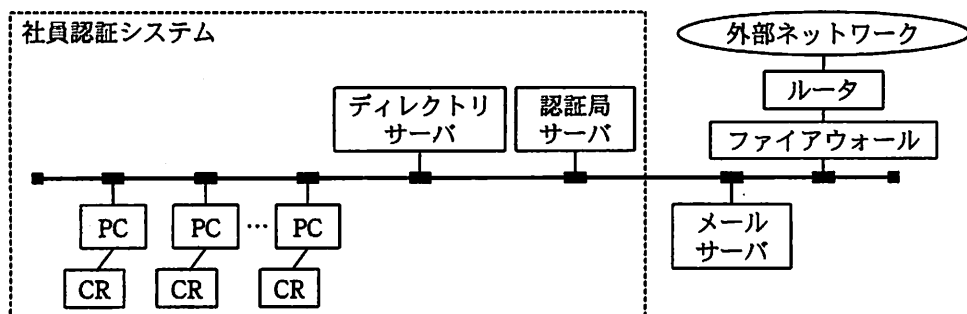 社員認証システム
外部ネットワーク
ルータ
ディレクトリ
サーバ
認証局
サーバ
ファイアウォール
PC
PC
…
PC
メール
サーバ
CR
CR
CR